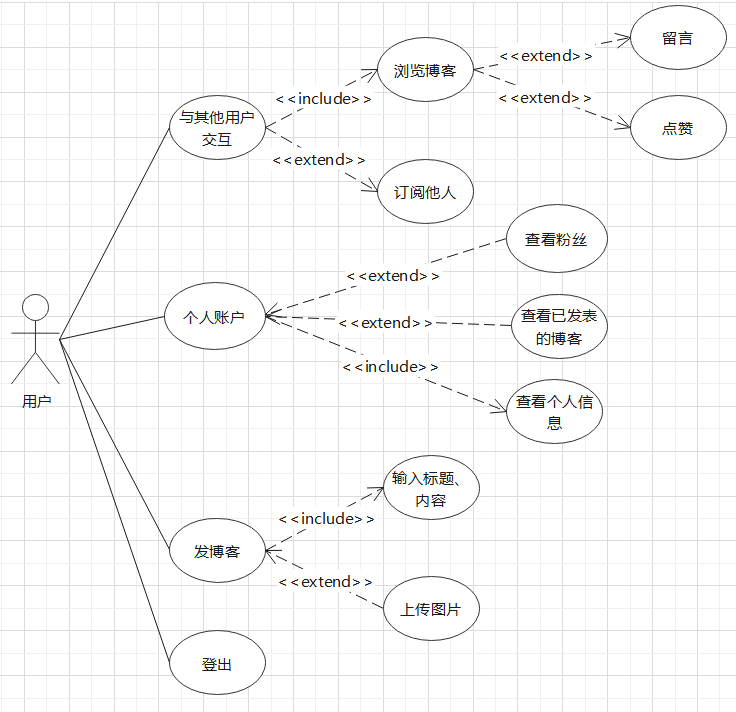 留言
<<extend>>
浏览博客
<<include>>
<<extend>>
与其他用户
交互
点赞
<<extend>>
订阅他人
查看粉丝
<<extend>>
个人账户
<<extend>>
查看已发表
的博客
<<include>>
用户
查看个人信
息
输入标题、
内容
<<include>>
发博客
<<extend>>
上传图片
登出